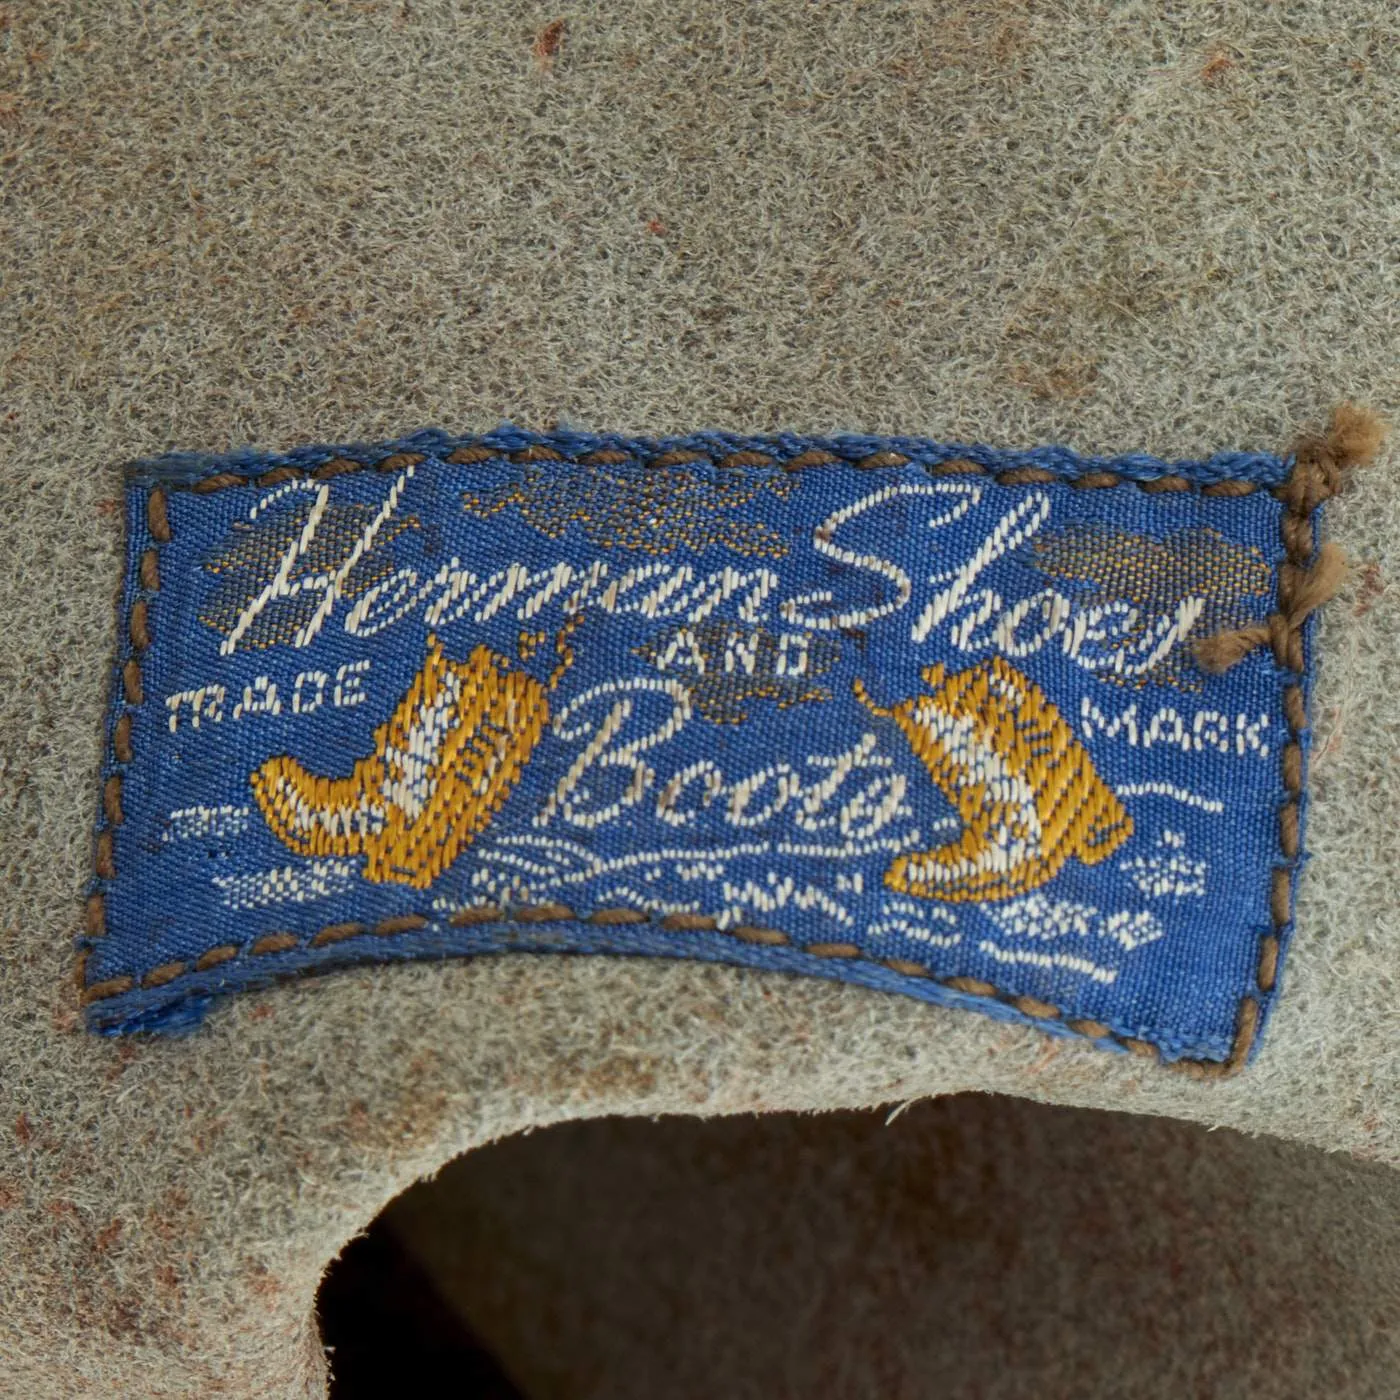 Herman Shoes
AND
TRADE MARK
Boots